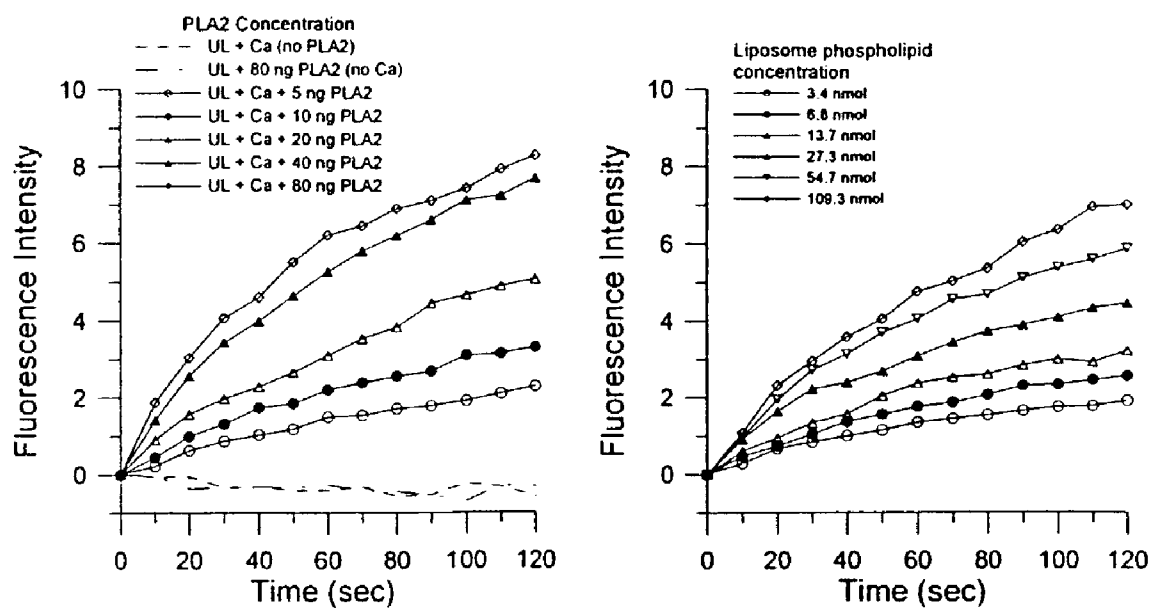 PLA2 Concentration
UL + Ca (no PLA2)
UL + 80 ng PLA2 (no Ca)
UL + Ca + 5 ng PLA2
UL + Ca + 10 ng PLA2
UL + Ca + 20 ng PLA2
UL + Ca + 40 ng PLA2
UL + Ca + 80 ng PLA2
10
8
6
4
2
0
Fluorescence Intensity
0 20 40 60 80 100 120
Time (sec)
Liposome phospholipid
concentration
3.4 nmol
6.8 nmol
13.7 nmol
27.3 nmol
54.7 nmol
109.3 nmol
10
8
6
4
2
0
Fluorescence Intensity
0 20 40 60 80 100 120
Time (sec)